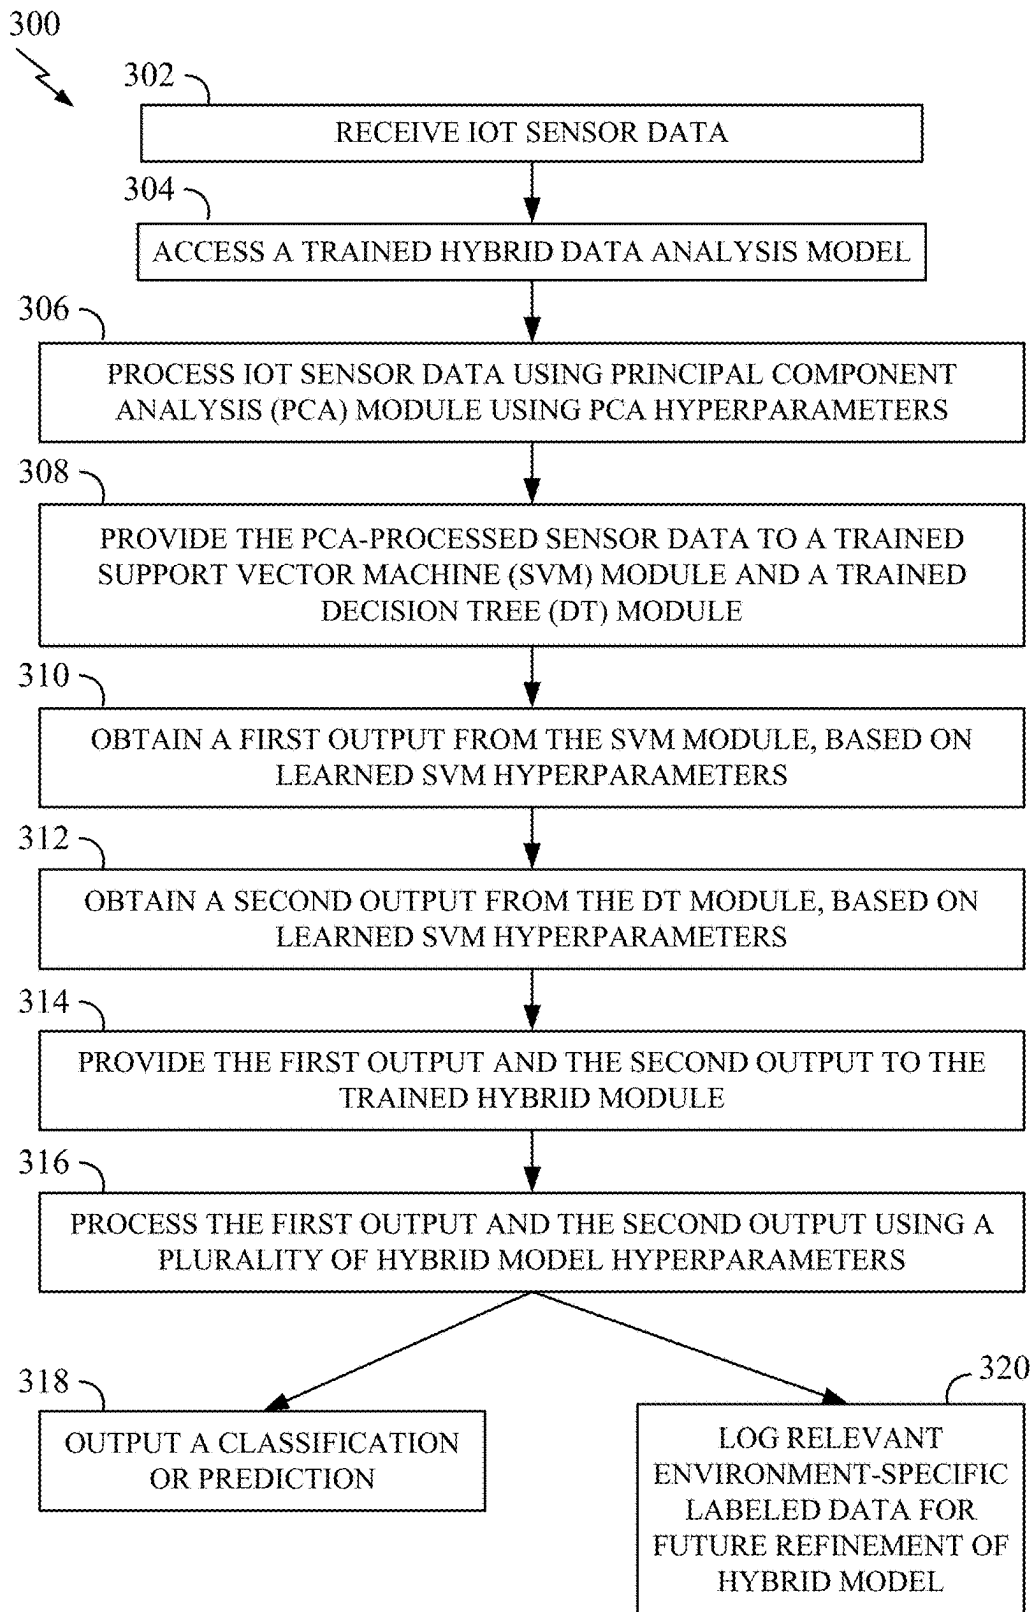 300
302
RECEIVE IOT SENSOR DATA
304
ACCESS A TRAINED HYBRID DATA ANALYSIS MODEL
306
PROCESS IOT SENSOR DATA USING PRINCIPAL COMPONENT
ANALYSIS (PCA) MODULE USING PCA HYPERPARAMETERS
308
PROVIDE THE PCA-PROCESSED SENSOR DATA TO A TRAINED
SUPPORT VECTOR MACHINE (SVM) MODULE AND A TRAINED
DECISION TREE (DT) MODULE
310
OBTAIN A FIRST OUTPUT FROM THE SVM MODULE, BASED ON
LEARNED SVM HYPERPARAMETERS
312
OBTAIN A SECOND OUTPUT FROM THE DT MODULE, BASED ON
LEARNED SVM HYPERPARAMETERS
314
PROVIDE THE FIRST OUTPUT AND THE SECOND OUTPUT TO THE
TRAINED HYBRID MODULE
316
PROCESS THE FIRST OUTPUT AND THE SECOND OUTPUT USING A
PLURALITY OF HYBRID MODEL HYPERPARAMETERS
318
OUTPUT A CLASSIFICATION
OR PREDICTION
320
LOG RELEVANT
ENVIRONMENT-SPECIFIC
LABELED DATA FOR
FUTURE REFINEMENT OF
HYBRID MODEL